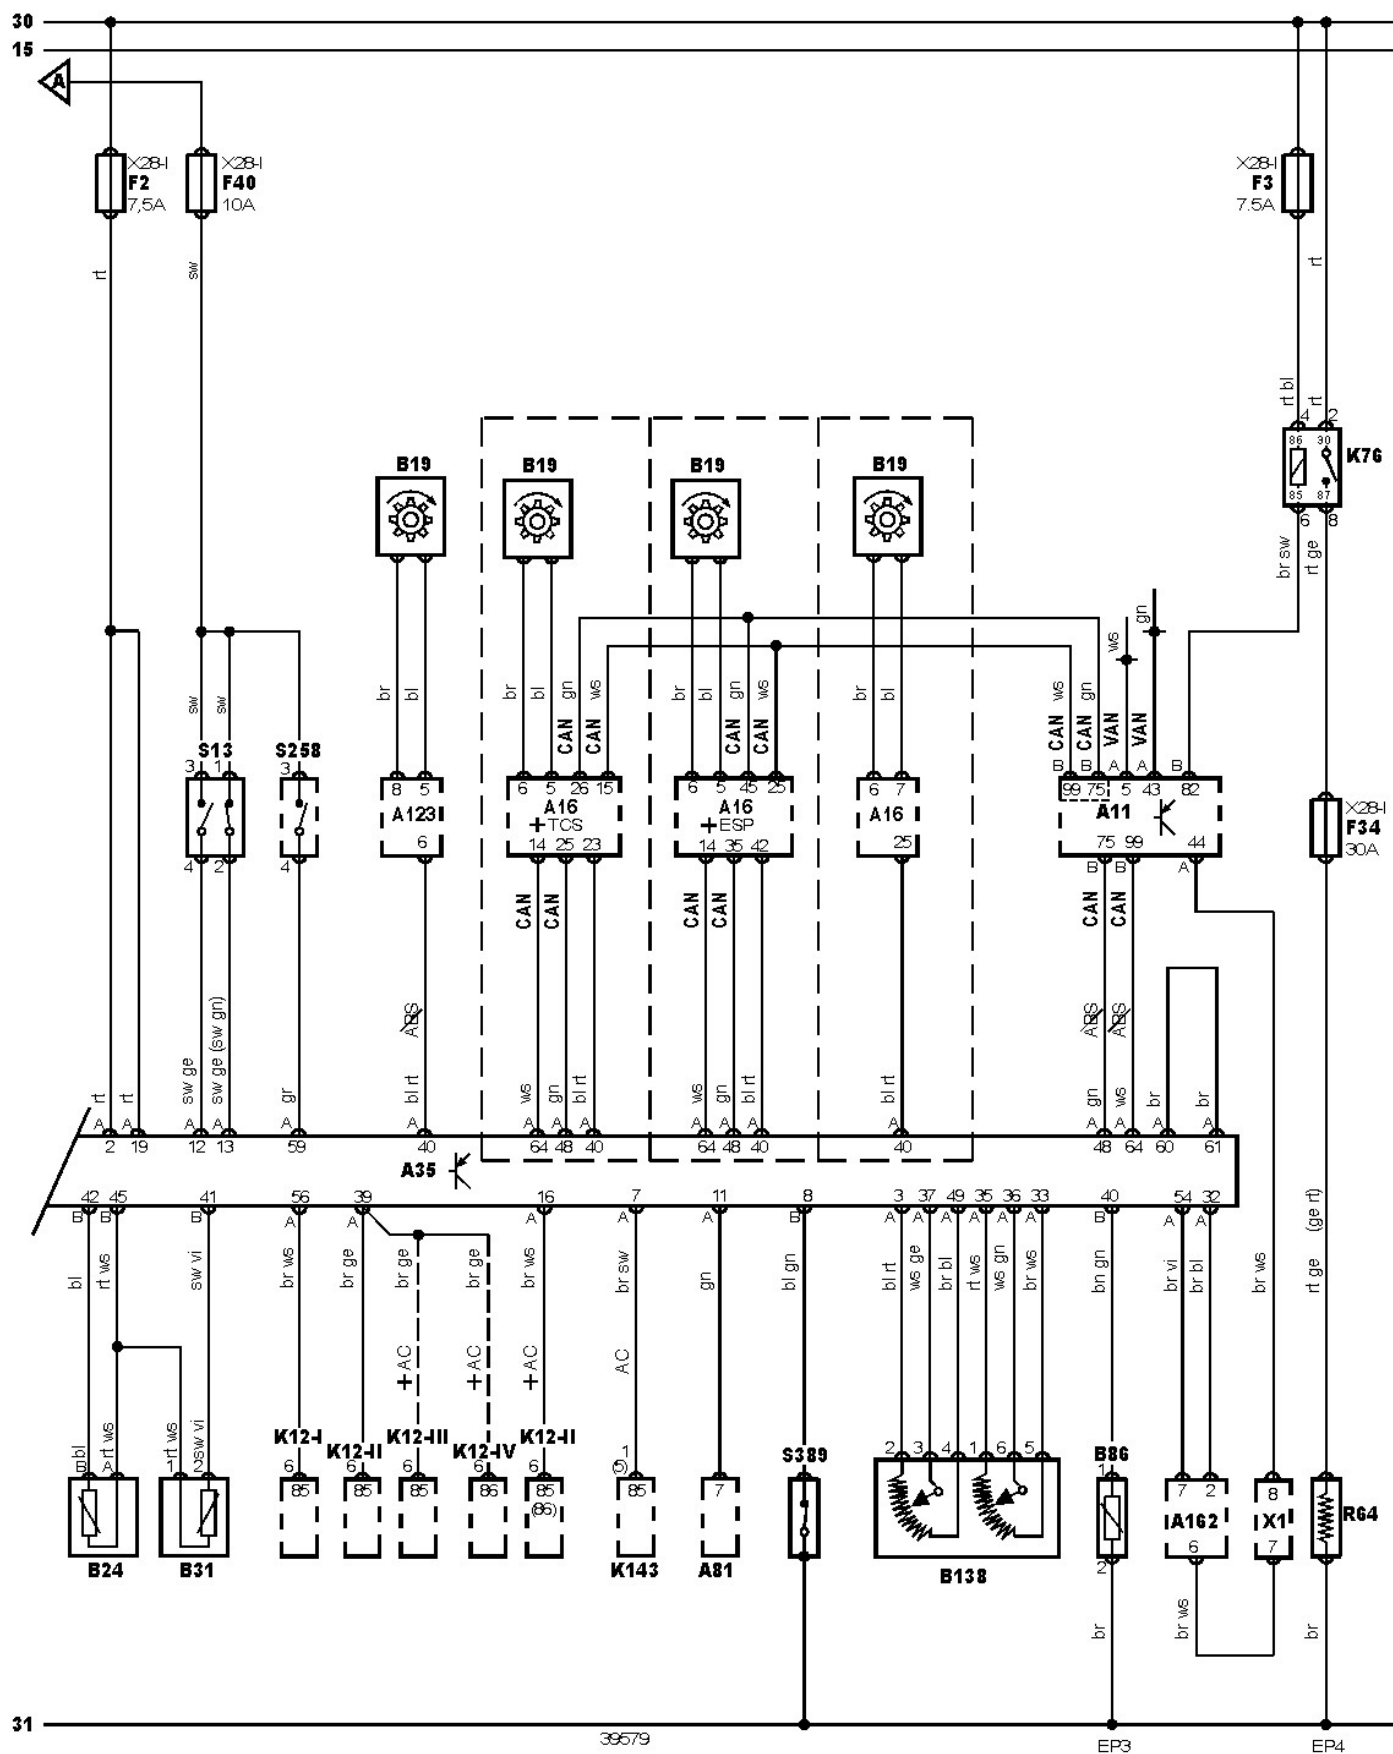 30
15
A
X28-I X28-I X28-I
F2 F40 F3
7,5A 10A 7.5A
rt sw rt
rt bl rt
4 2
86 30
K76
85 87
6 8
br sw rt ge
B19 B19 B19 B19
gn
ws
br bl br bl gn ws br bl gn ws br bl ws gn
CAN CAN CAN CAN CAN CAN VAN VAN
sw sw
S13 S258
3 1 3
B B A A B
8 5 6 5 26 15 6 5 45 25 6 7 99 75 5 43 82
A123 A16 A16 A16 A11
+TCS +ESP
X28-I
F34
30A
6 14 25 23 14 35 42 25 75 99 44
4 2 4 B B A
CAN CAN CAN CAN CAN CAN
ABS ABS ABS
rt rt sw ge sw ge (sw gn) gr bl rt ws gn bl rt ws gn bl rt bl rt gn ws br br
A A A A A A A A A A A A A A A A A
2 19 12 13 59 40 64 48 40 64 48 40 40 48 64 60 61
A35
42 45 41 56 39 16 7 11 8 3 37 49 35 36 33 40 54 32
B B B A A A A A B A A A A A A B A A
bl rt ws sw vi br ws br ge br ge br ge br ws br sw gn bl gn bl rt ws ge br bl rt ws ws gn br ws bn gn br vi br bl br ws rt ge (ge rt)
+AC +AC +AC AC
bl rt ws rt ws sw vi
K12-I K12-II K12-III K12-IV K12-II S389 B86
B A 1 2 6 6 6 6 6 1 (5) 2 3 4 1 6 5 1
85 85 85 86 85 (86) 85 7 7 2 8
A162 X1 R64
6 7
B24 B31 K143 A81 B138 2
br br ws br
31
39579
EP3 EP4